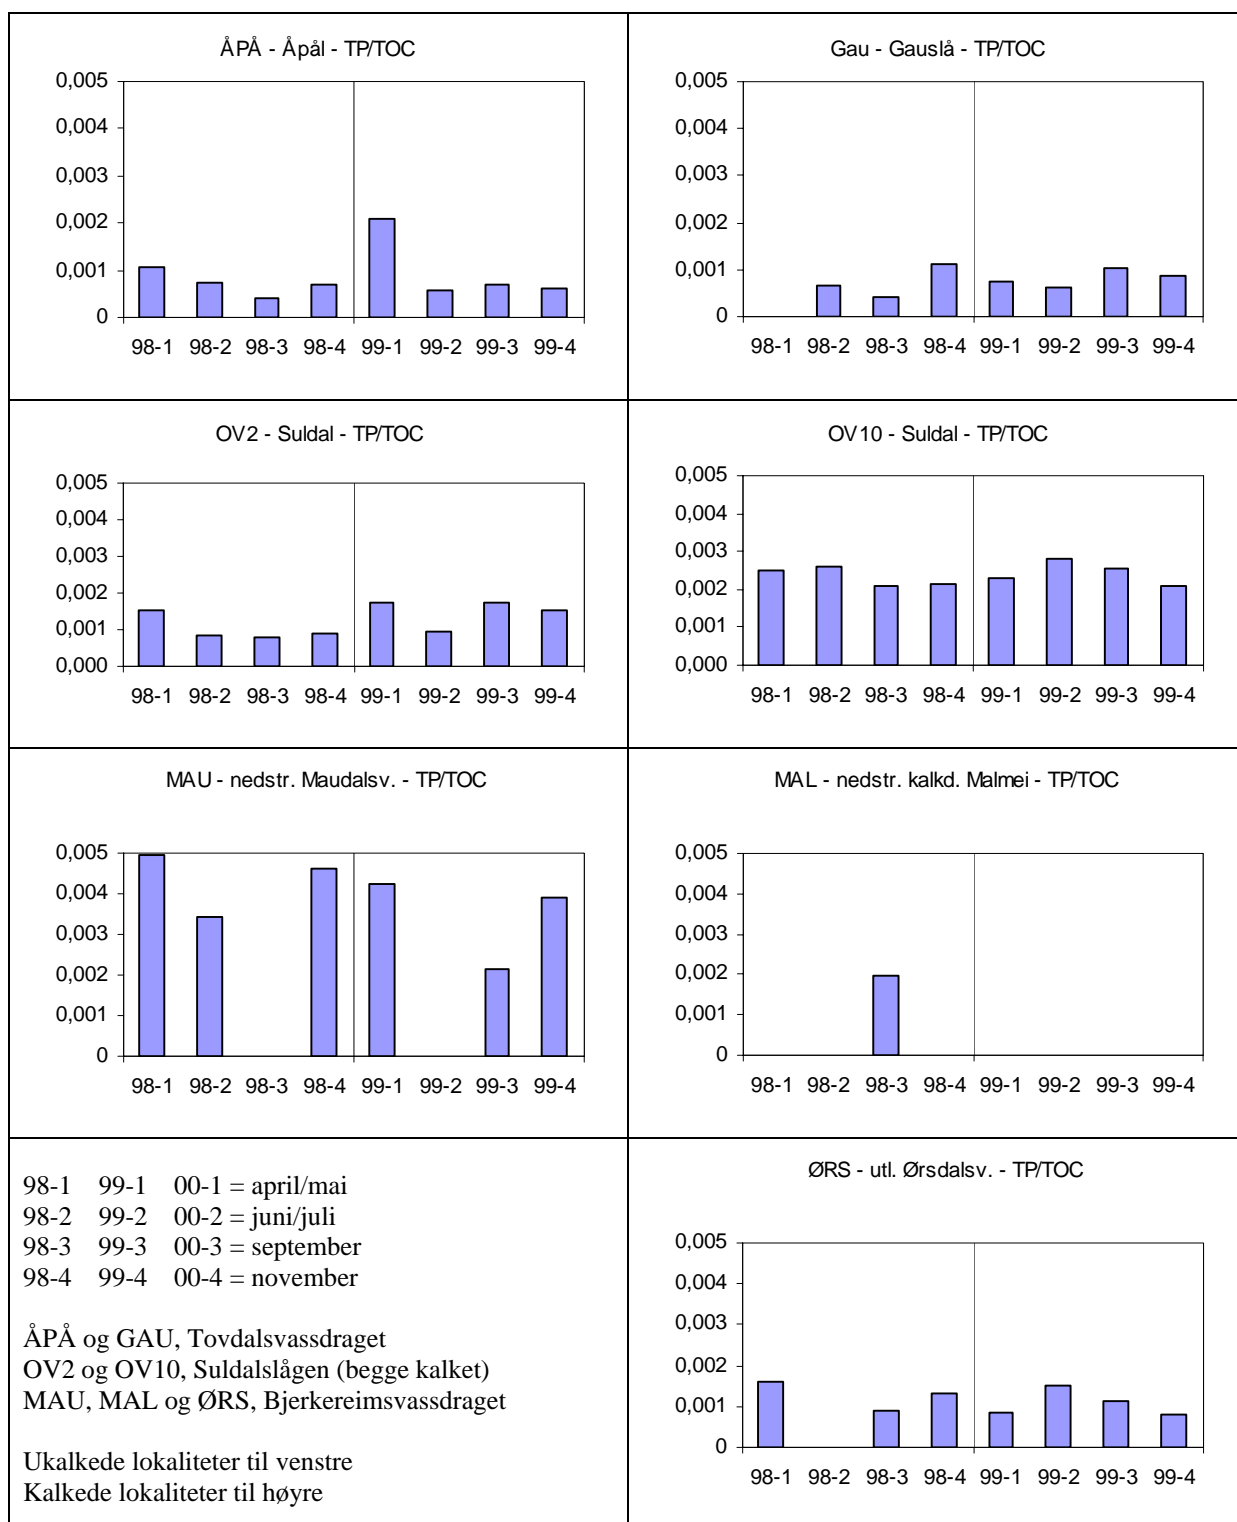 ÅPÅ - Åpål - TP/TOC
0,005
0,004
0,003
0,002
0,001
0
98-1 98-2 98-3 98-4 99-1 99-2 99-3 99-4
Gau - Gauslå - TP/TOC
0,005
0,004
0,003
0,002
0,001
0
98-1 98-2 98-3 98-4 99-1 99-2 99-3 99-4
OV2 - Suldal - TP/TOC
0,005
0,004
0,003
0,002
0,001
0,000
98-1 98-2 98-3 98-4 99-1 99-2 99-3 99-4
OV10 - Suldal - TP/TOC
0,005
0,004
0,003
0,002
0,001
0,000
98-1 98-2 98-3 98-4 99-1 99-2 99-3 99-4
MAU - nedstr. Maudalsv. - TP/TOC
0,005
0,004
0,003
0,002
0,001
0
98-1 98-2 98-3 98-4 99-1 99-2 99-3 99-4
MAL - nedstr. kalkd. Malmei - TP/TOC
0,005
0,004
0,003
0,002
0,001
0
98-1 98-2 98-3 98-4 99-1 99-2 99-3 99-4
98-1 99-1 00-1 = april/mai
98-2 99-2 00-2 = juni/juli
98-3 99-3 00-3 = september
98-4 99-4 00-4 = november
ÅPÅ og GAU, Tovdalsvassdraget
OV2 og OV10, Suldalslågen (begge kalket)
MAU, MAL og ØRS, Bjerkereimsvassdraget
Ukalkede lokaliteter til venstre
Kalkede lokaliteter til høyre
ØRS - utl. Ørsdalsv. - TP/TOC
0,005
0,004
0,003
0,002
0,001
0
98-1 98-2 98-3 98-4 99-1 99-2 99-3 99-4